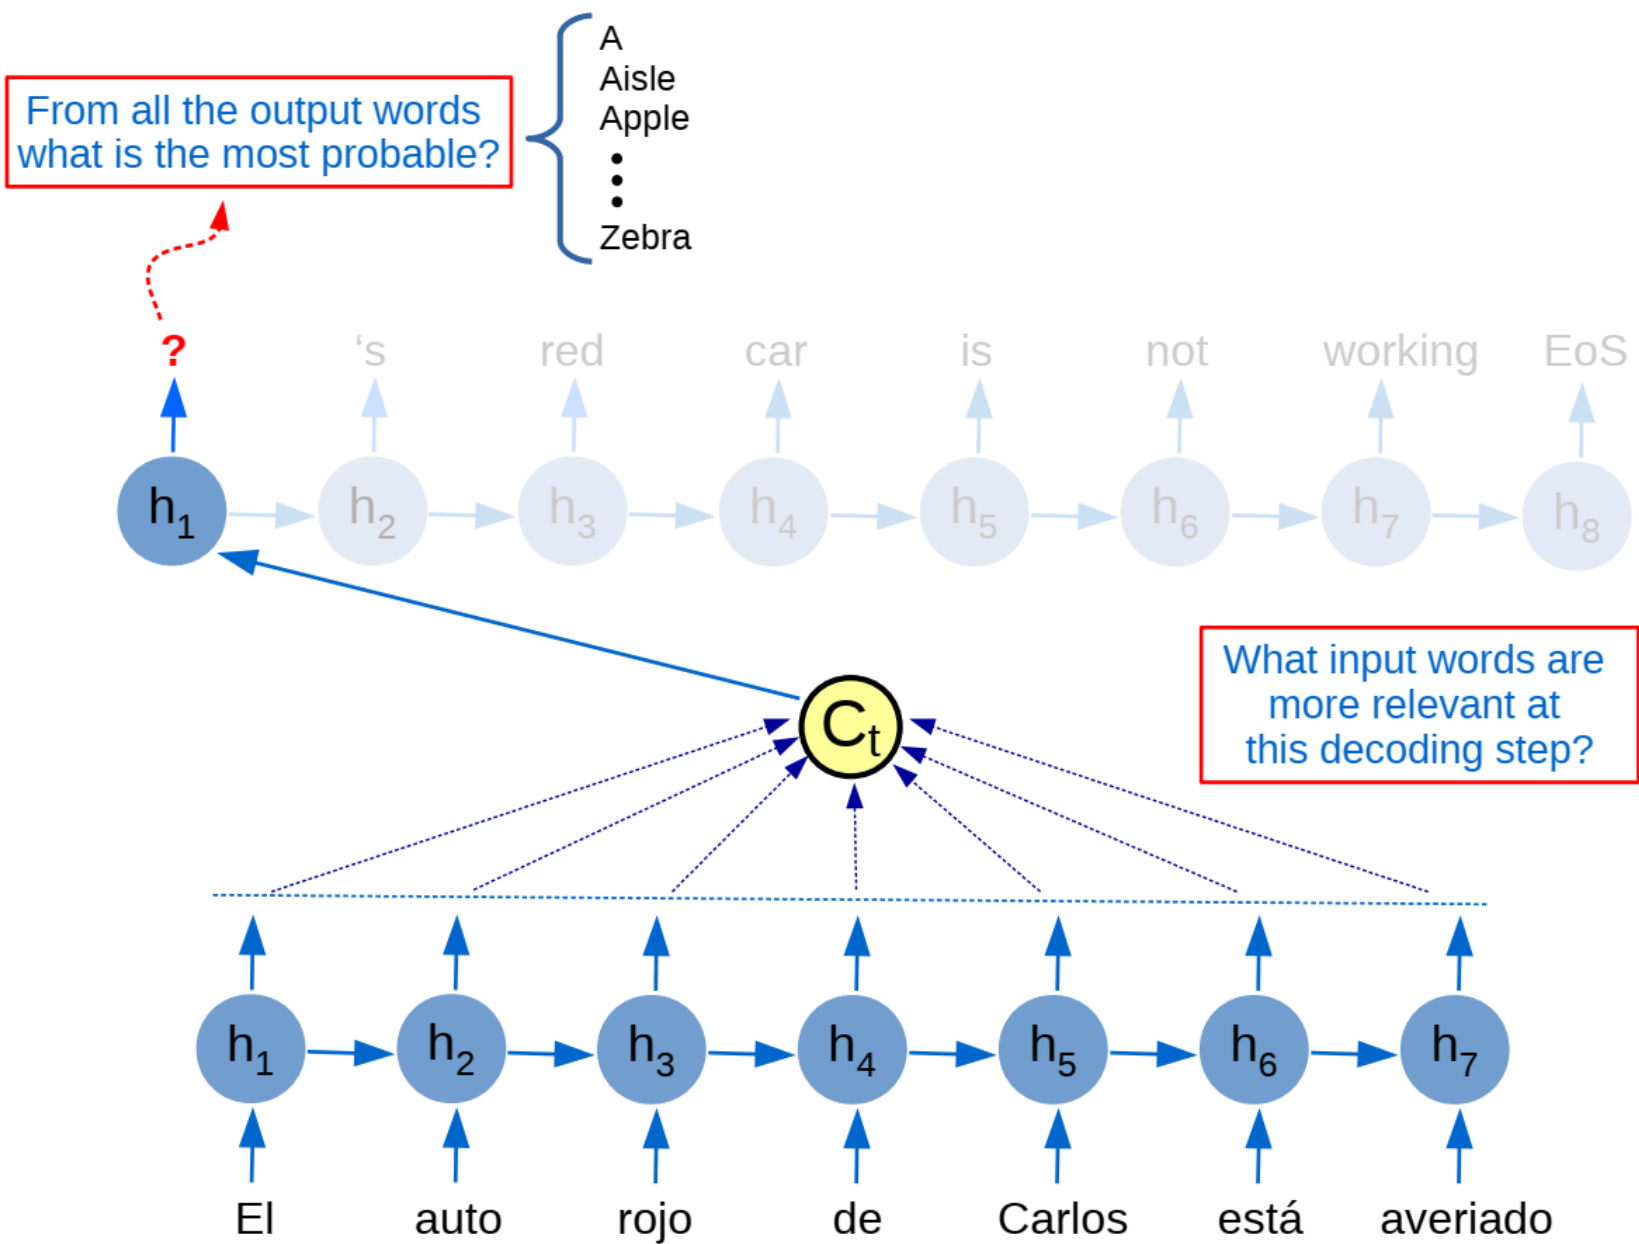 A
Aisle
Apple
Zebra
From all the output words
what is the most probable?
? ‘s red car is not working EoS
h1 h2 h3 h4 h5 h6 h7 h8
What input words are
more relevant at
this decoding step?
Ct
h1 h2 h3 h4 h5 h6 h7
El auto rojo de Carlos está averiado